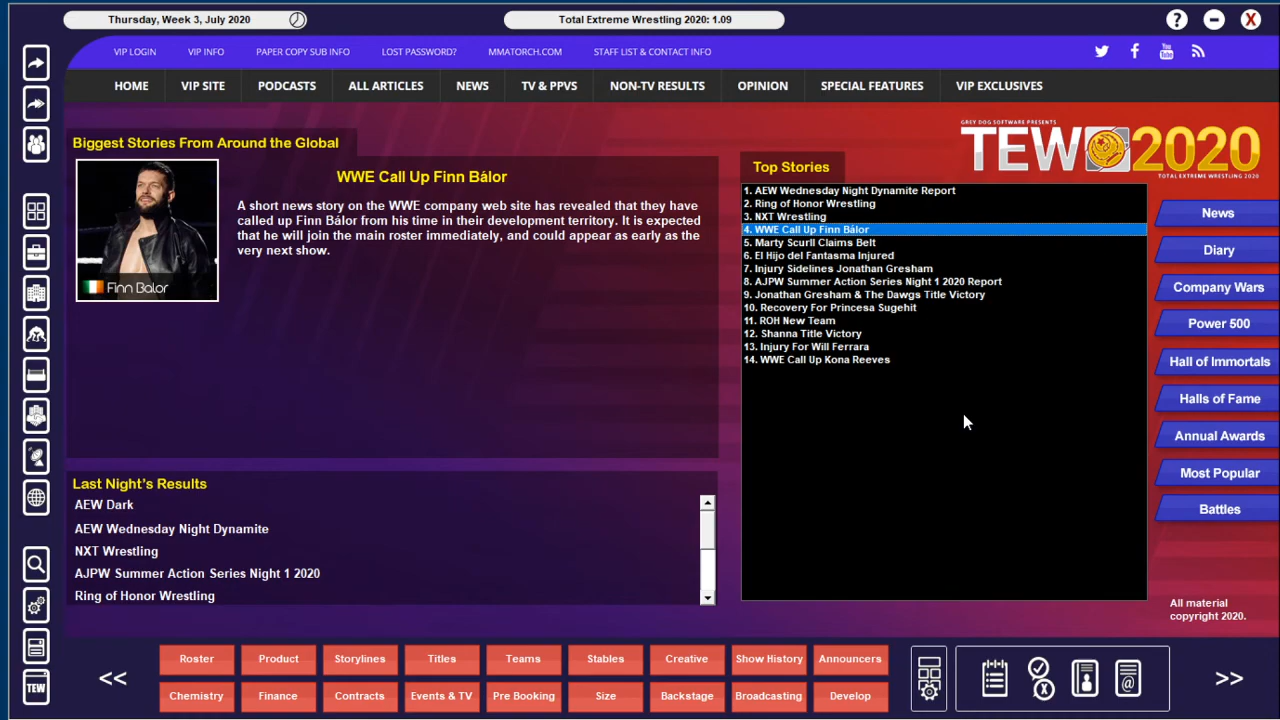 Thursday, Week 3, July 2020
Total Extreme Wrestling 2020: 1.09
? X
VIP LOGIN VIP INFO PAPER COPY SUB INFO LOST PASSWORD? MMATORCH.COM STAFF LIST & CONTACT INFO
HOME VIP SITE PODCASTS ALL ARTICLES NEWS TV & PPVS NON-TV RESULTS OPINION SPECIAL FEATURES VIP EXCLUSIVES
GREY DOG SOFTWARE PRESENTS
TEW 2020
TOTAL EXTREME WRESTLING 2020
Biggest Stories From Around the Global
WWE Call Up Finn Bálor
A short news story on the WWE company web site has revealed that they have
called up Finn Bálor from his time in their development territory. It is expected
that he will join the main roster immediately, and could appear as early as the
very next show.
Finn Balor
Top Stories
1. AEW Wednesday Night Dynamite Report
2. Ring of Honor Wrestling
3. NXT Wrestling
4. WWE Call Up Finn Bálor
5. Marty Scurll Claims Belt
6. El Hijo del Fantasma Injured
7. Injury Sidelines Jonathan Gresham
8. AJPW Summer Action Series Night 1 2020 Report
9. Jonathan Gresham & The Dawgs Title Victory
10. Recovery For Princesa Sugehit
11. ROH New Team
12. Shanna Title Victory
13. Injury For Will Ferrara
14. WWE Call Up Kona Reeves
News
Diary
Company Wars
Power 500
Hall of Immortals
Halls of Fame
Annual Awards
Most Popular
Battles
Last Night's Results
AEW Dark
AEW Wednesday Night Dynamite
NXT Wrestling
AJPW Summer Action Series Night 1 2020
Ring of Honor Wrestling
All material
copyright 2020.
TEW
<< Roster Product Storylines Titles Teams Stables Creative Show History Announcers >>
Chemistry Finance Contracts Events & TV Pre Booking Size Backstage Broadcasting Develop